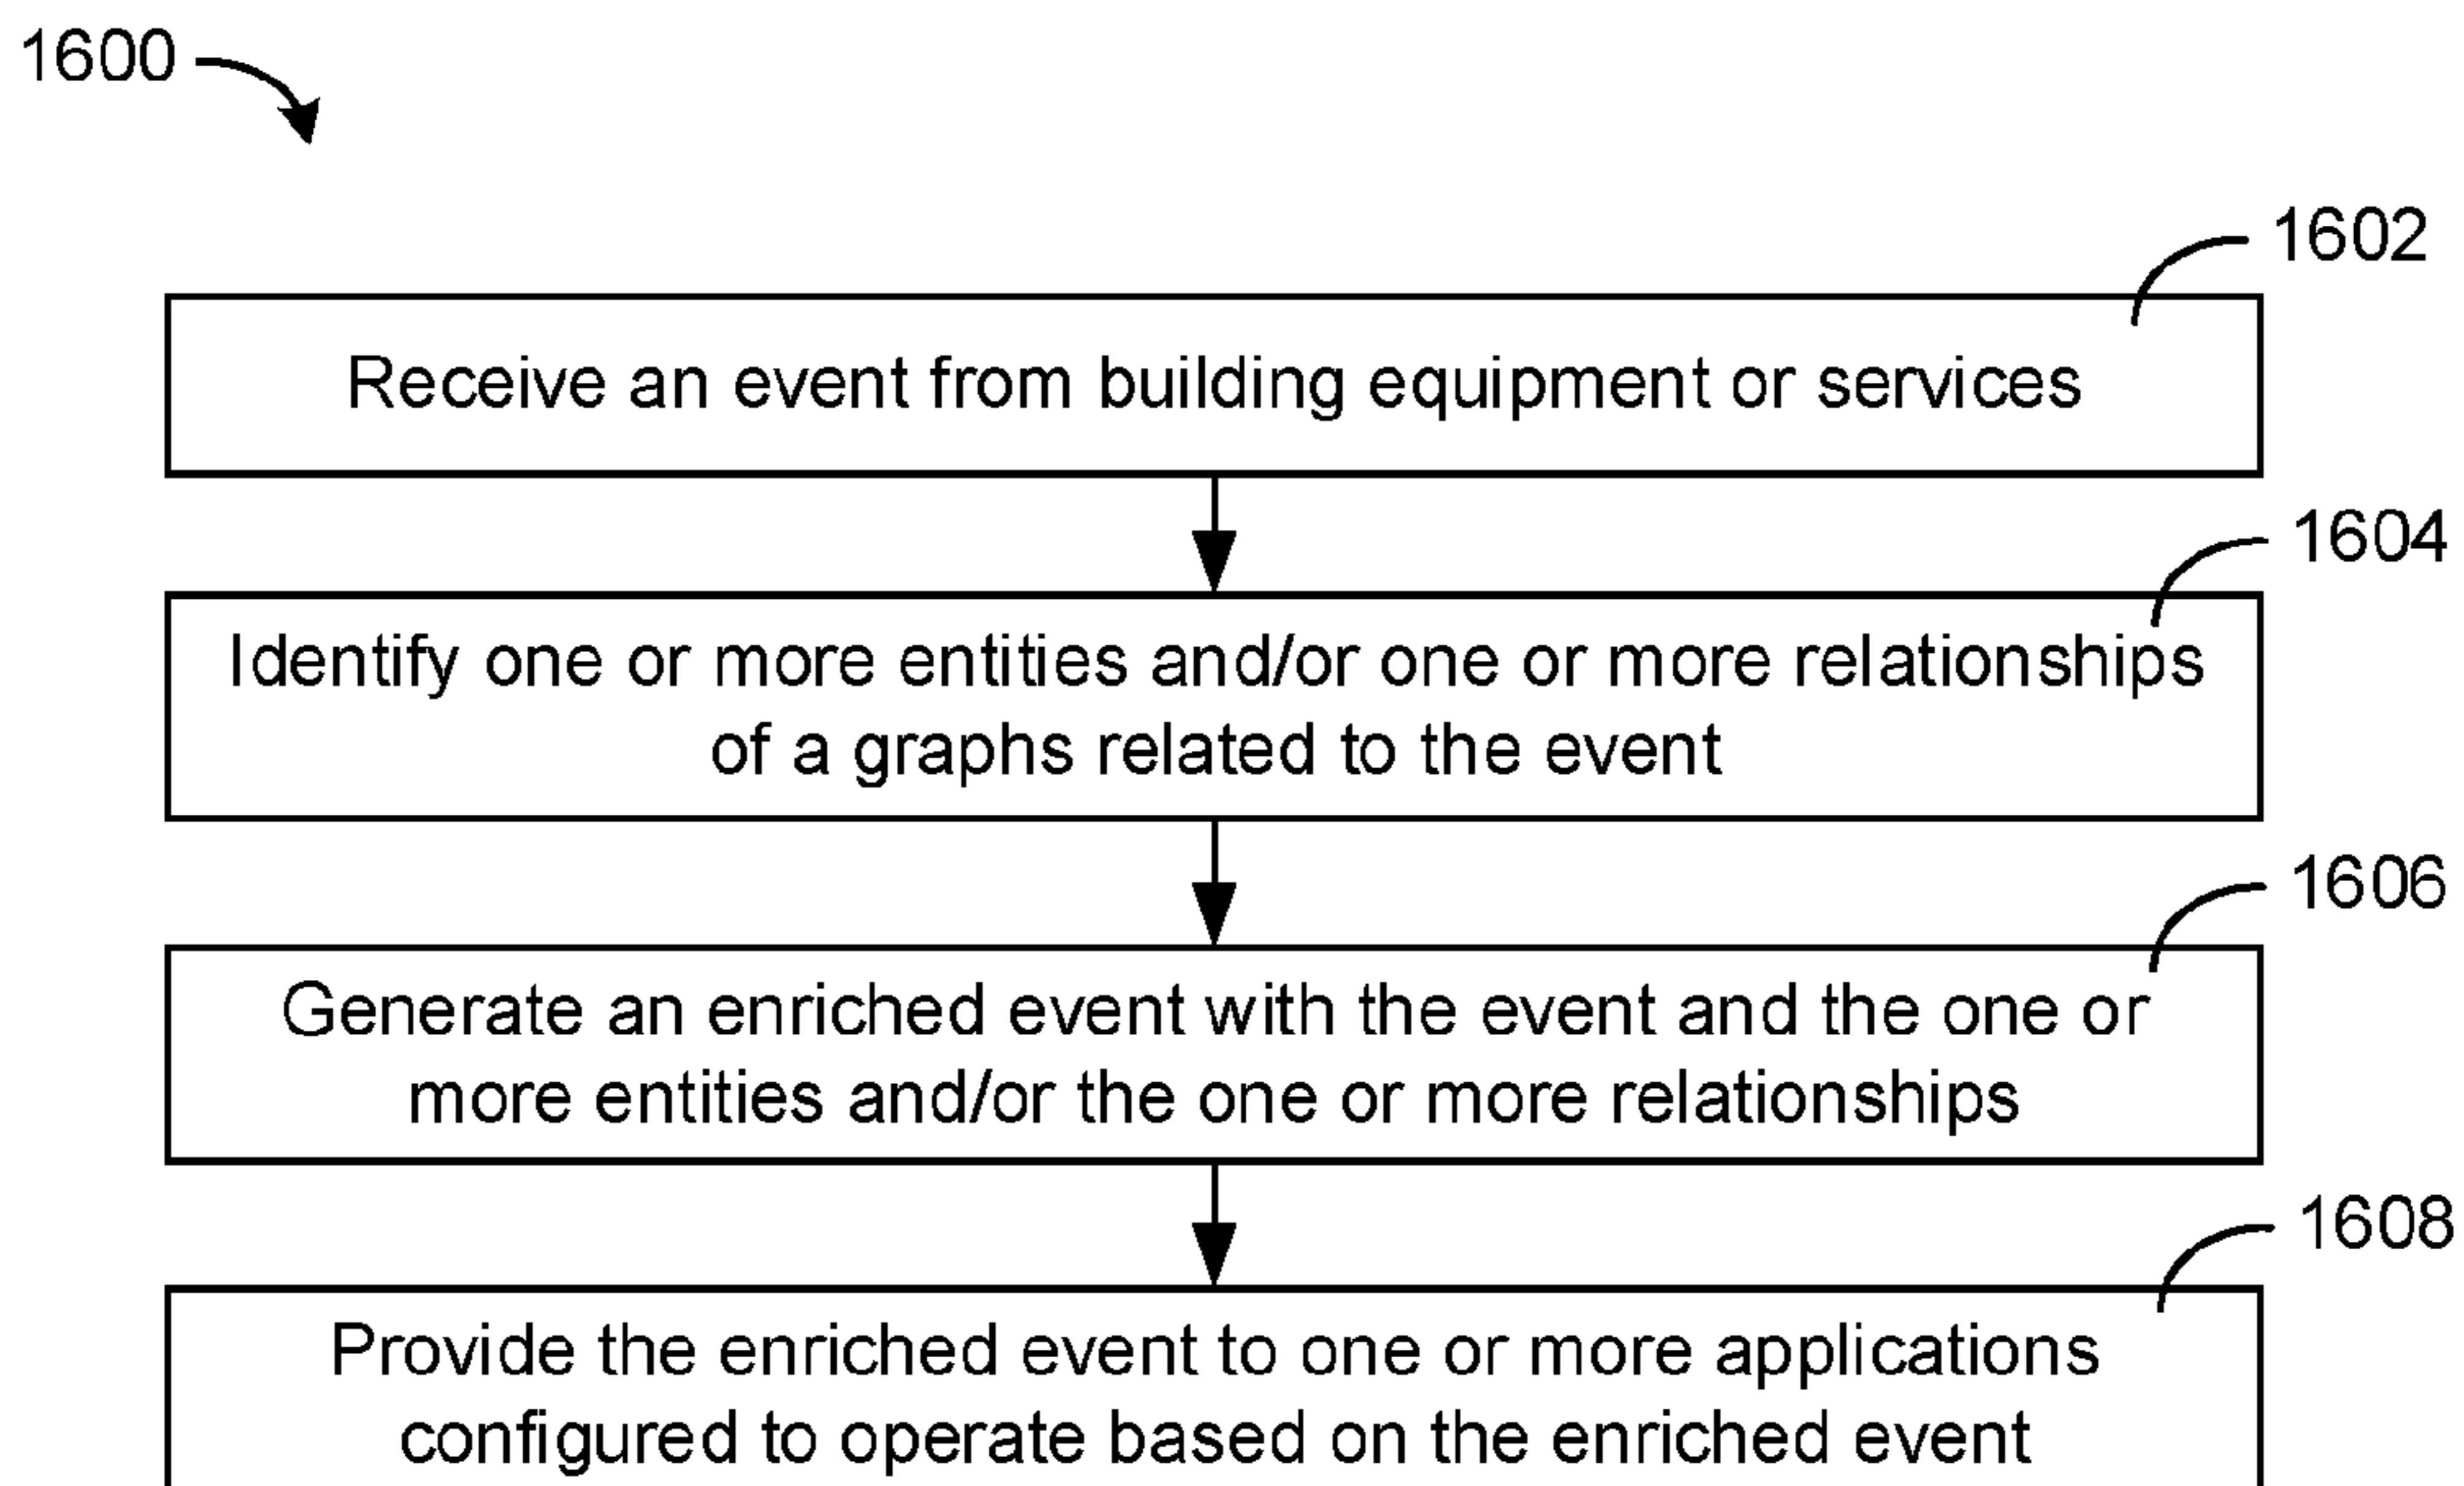 1600
1602
Receive an event from building equipment or services
1604
Identify one or more entities and/or one or more relationships
of a graphs related to the event
1606
Generate an enriched event with the event and the one or
more entities and/or the one or more relationships
1608
Provide the enriched event to one or more applications
configured to operate based on the enriched event